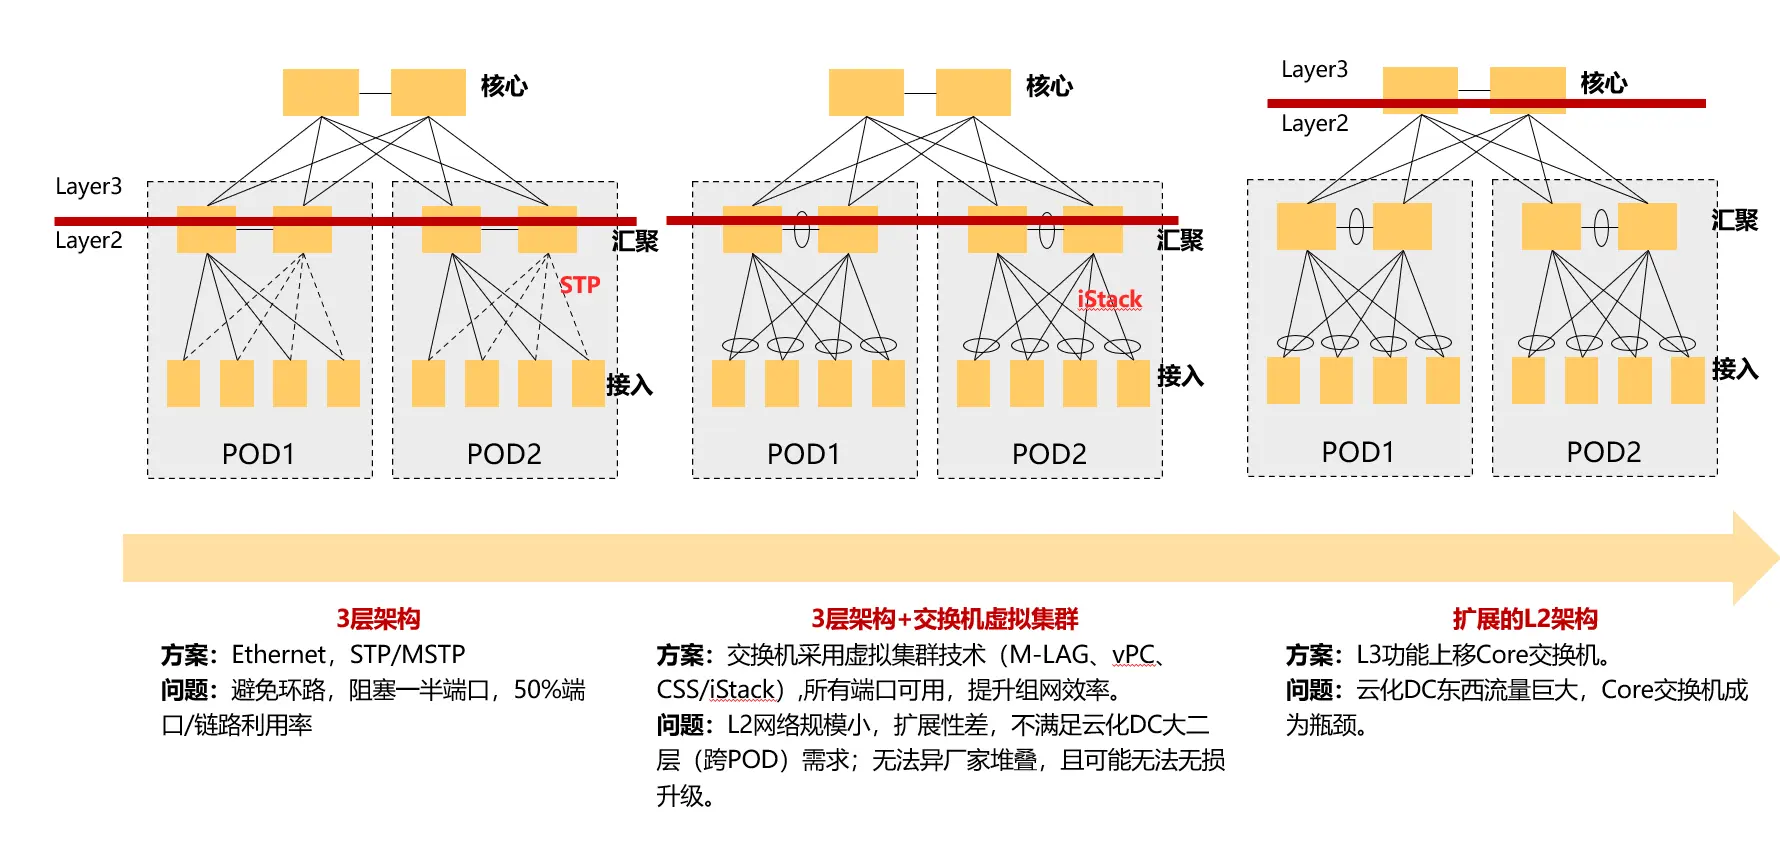 核心
Layer3
Layer2
汇聚
STP
接入
POD1
POD2
核心
汇聚
iStack
接入
POD1
POD2
Layer3
核心
Layer2
汇聚
接入
POD1
POD2
3层架构
方案：Ethernet，STP/MSTP
问题：避免环路，阻塞一半端口，50%端
口/链路利用率
3层架构+交换机虚拟集群
方案：交换机采用虚拟集群技术（M-LAG、vPC、
CSS/iStack）,所有端口可用，提升组网效率。
问题：L2网络规模小，扩展性差，不满足云化DC大二
层（跨POD）需求；无法异厂家堆叠，且可能无法无损
升级。
扩展的L2架构
方案：L3功能上移Core交换机。
问题：云化DC东西流量巨大，Core交换机成
为瓶颈。